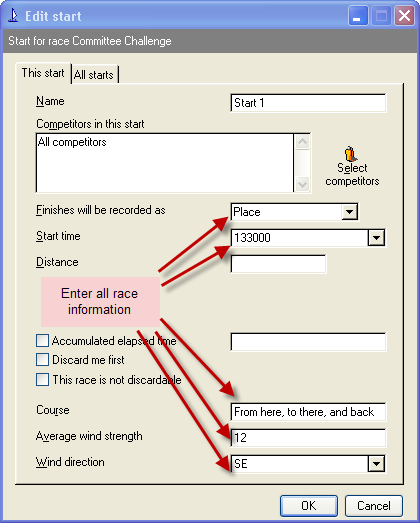 Edit start
Start for race Committee Challenge
This start
All starts
Name
Start 1
Competitors in this start
All competitors
Select
competitors
Finishes will be recorded as
Place
Start time
133000
Distance
Enter all race
information
Accumulated elapsed time
Discard me first
This race is not discardable
Course
From here, to there, and back
Average wind strength
12
Wind direction
SE
OK
Cancel